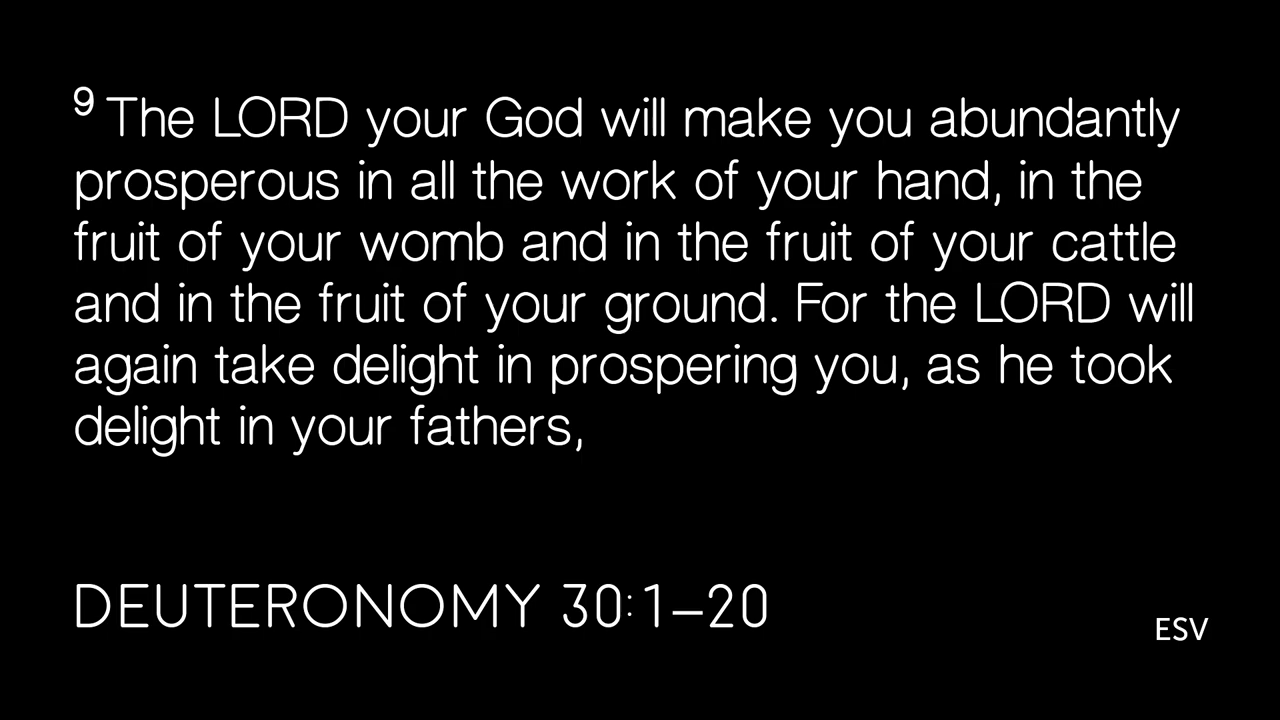 9 The LORD your God will make you abundantly
prosperous in all the work of your hand, in the
fruit of your womb and in the fruit of your cattle
and in the fruit of your ground. For the LORD will
again take delight in prospering you, as he took
delight in your fathers,
DEUTERONOMY 30:1–20
ESV